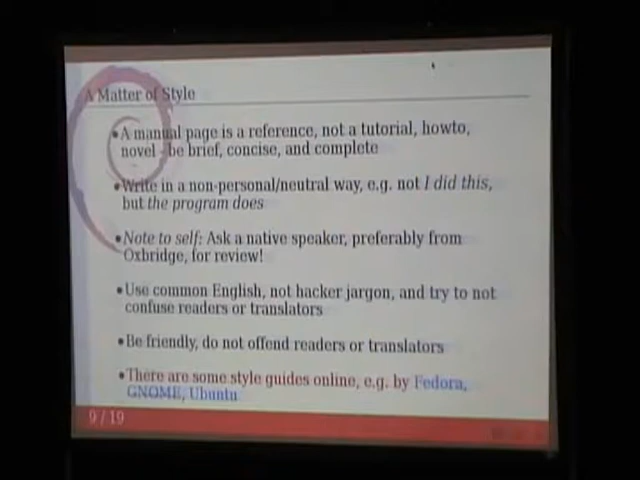 A Matter of Style
• A manual page is a reference, not a tutorial, howto,
novel - be brief, concise, and complete
• Write in a non-personal/neutral way, e.g. not I did this,
but the program does
• Note to self: Ask a native speaker, preferably from
Oxbridge, for review!
• Use common English, not hacker jargon, and try to not
confuse readers or translators
• Be friendly, do not offend readers or translators
• There are some style guides online, e.g. by Fedora,
GNOME, Ubuntu
9 / 19